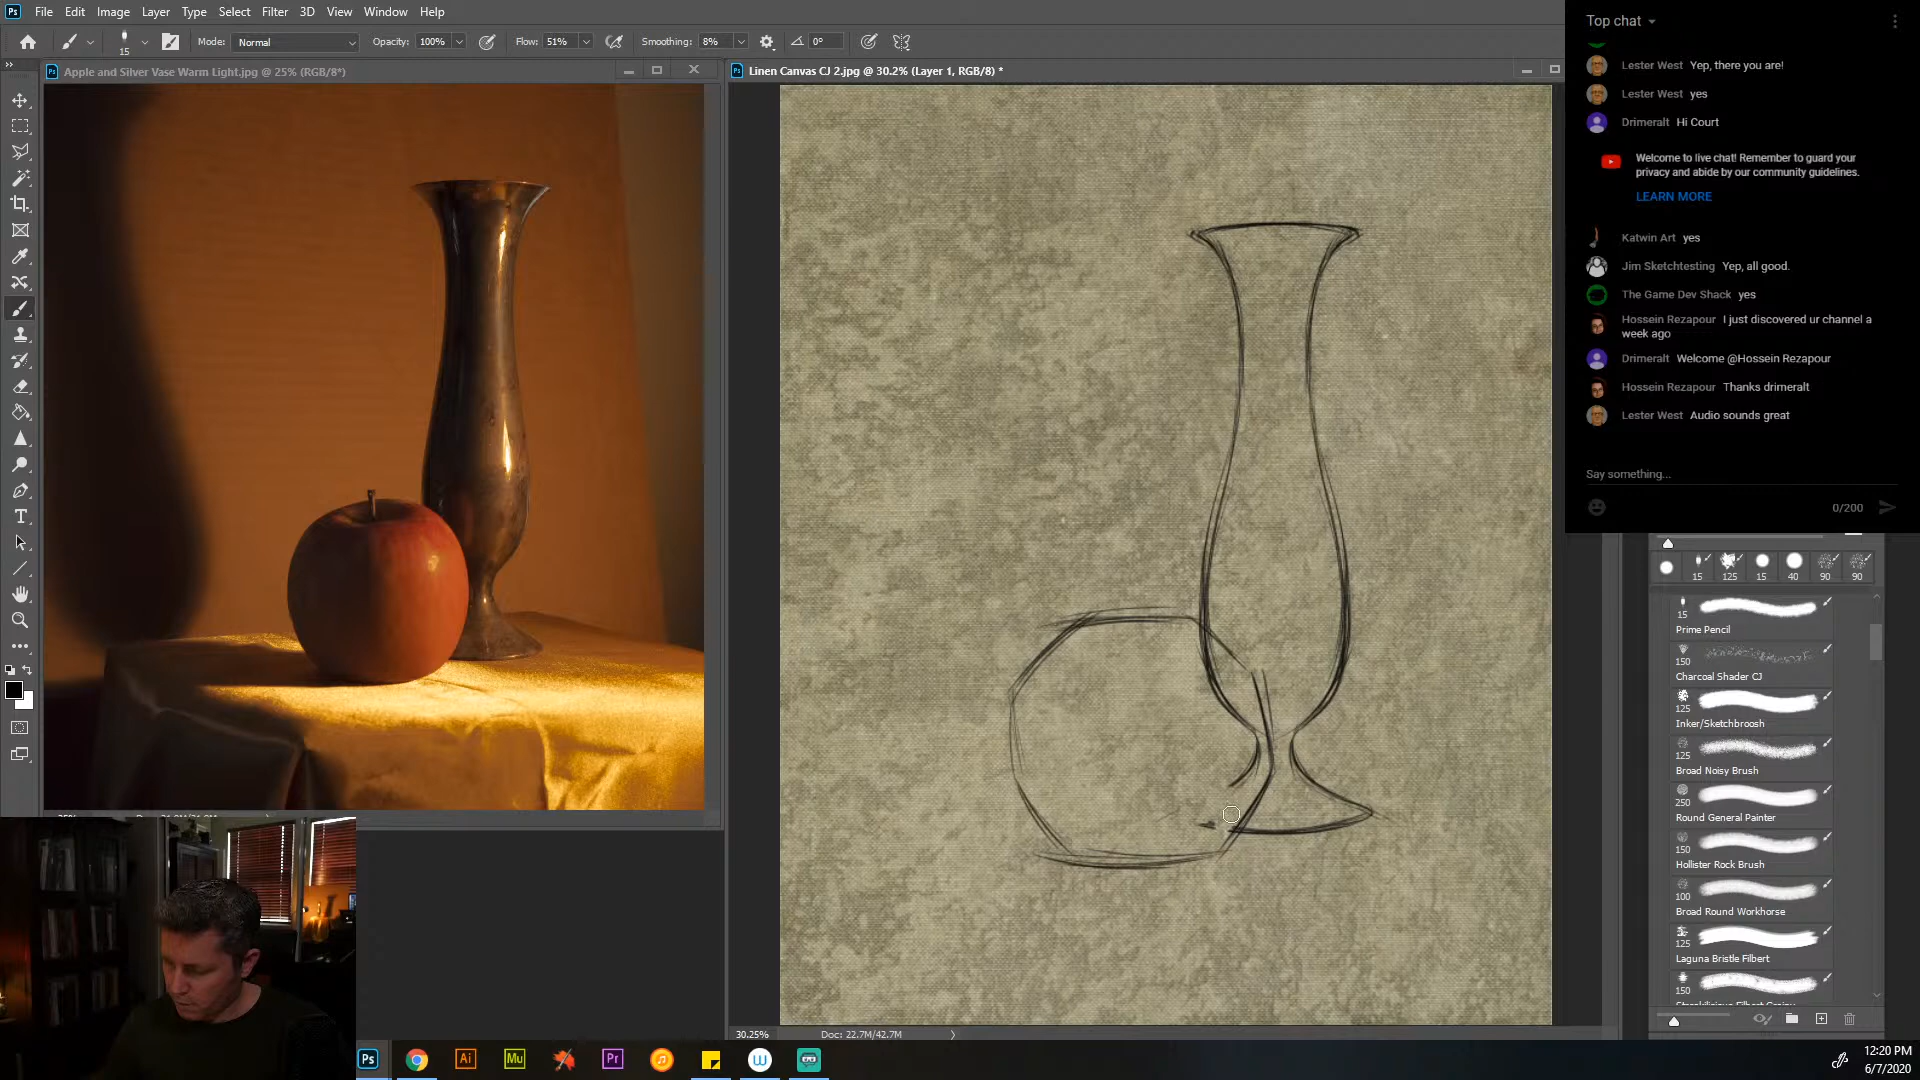 Ps File Edit Image Layer Type Select Filter 3D View Window Help
15 Mode: Normal Opacity: 100% Flow: 51% Smoothing: 8% 0°
Ps Apple and Silver Vase Warm Light.jpg @ 25% (RGB/8*)
Ps Linen Canvas CJ 2.jpg @ 30.2% (Layer 1, RGB/8) *
30.25% Doc: 22.7M/42.7M
Top chat
Lester West Yep, there you are!
Lester West yes
Drimeralt Hi Court
Welcome to live chat! Remember to guard your
privacy and abide by our community guidelines.
LEARN MORE
Katwin Art yes
Jim Sketchtesting Yep, all good.
The Game Dev Shack yes
Hossein Rezapour I just discovered ur channel a
week ago
Drimeralt Welcome @Hossein Rezapour
Hossein Rezapour Thanks drimeralt
Lester West Audio sounds great
Say something...
0/200
15 125 15 40 90 90
15
Prime Pencil
150
Charcoal Shader CJ
125
Inker/Sketchbroosh
125
Broad Noisy Brush
250
Round General Painter
150
Hollister Rock Brush
100
Broad Round Workhorse
125
Laguna Bristle Filbert
150
Ps Ai Mu Pr W
12:20 PM
6/7/2020